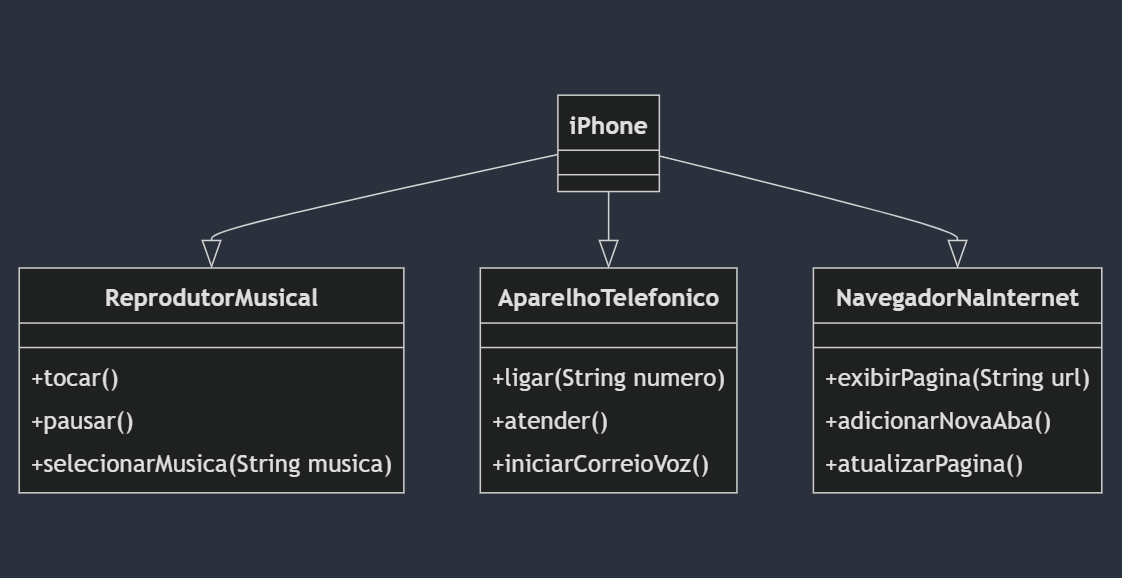 iPhone
ReprodutorMusical
+tocar()
+pausar()
+selecionarMusica(String musica)
AparelhoTelefonico
+ligar(String numero)
+atender()
+iniciarCorreioVoz()
NavegadorNaInternet
+exibirPagina(String url)
+adicionarNovaAba()
+atualizarPagina()